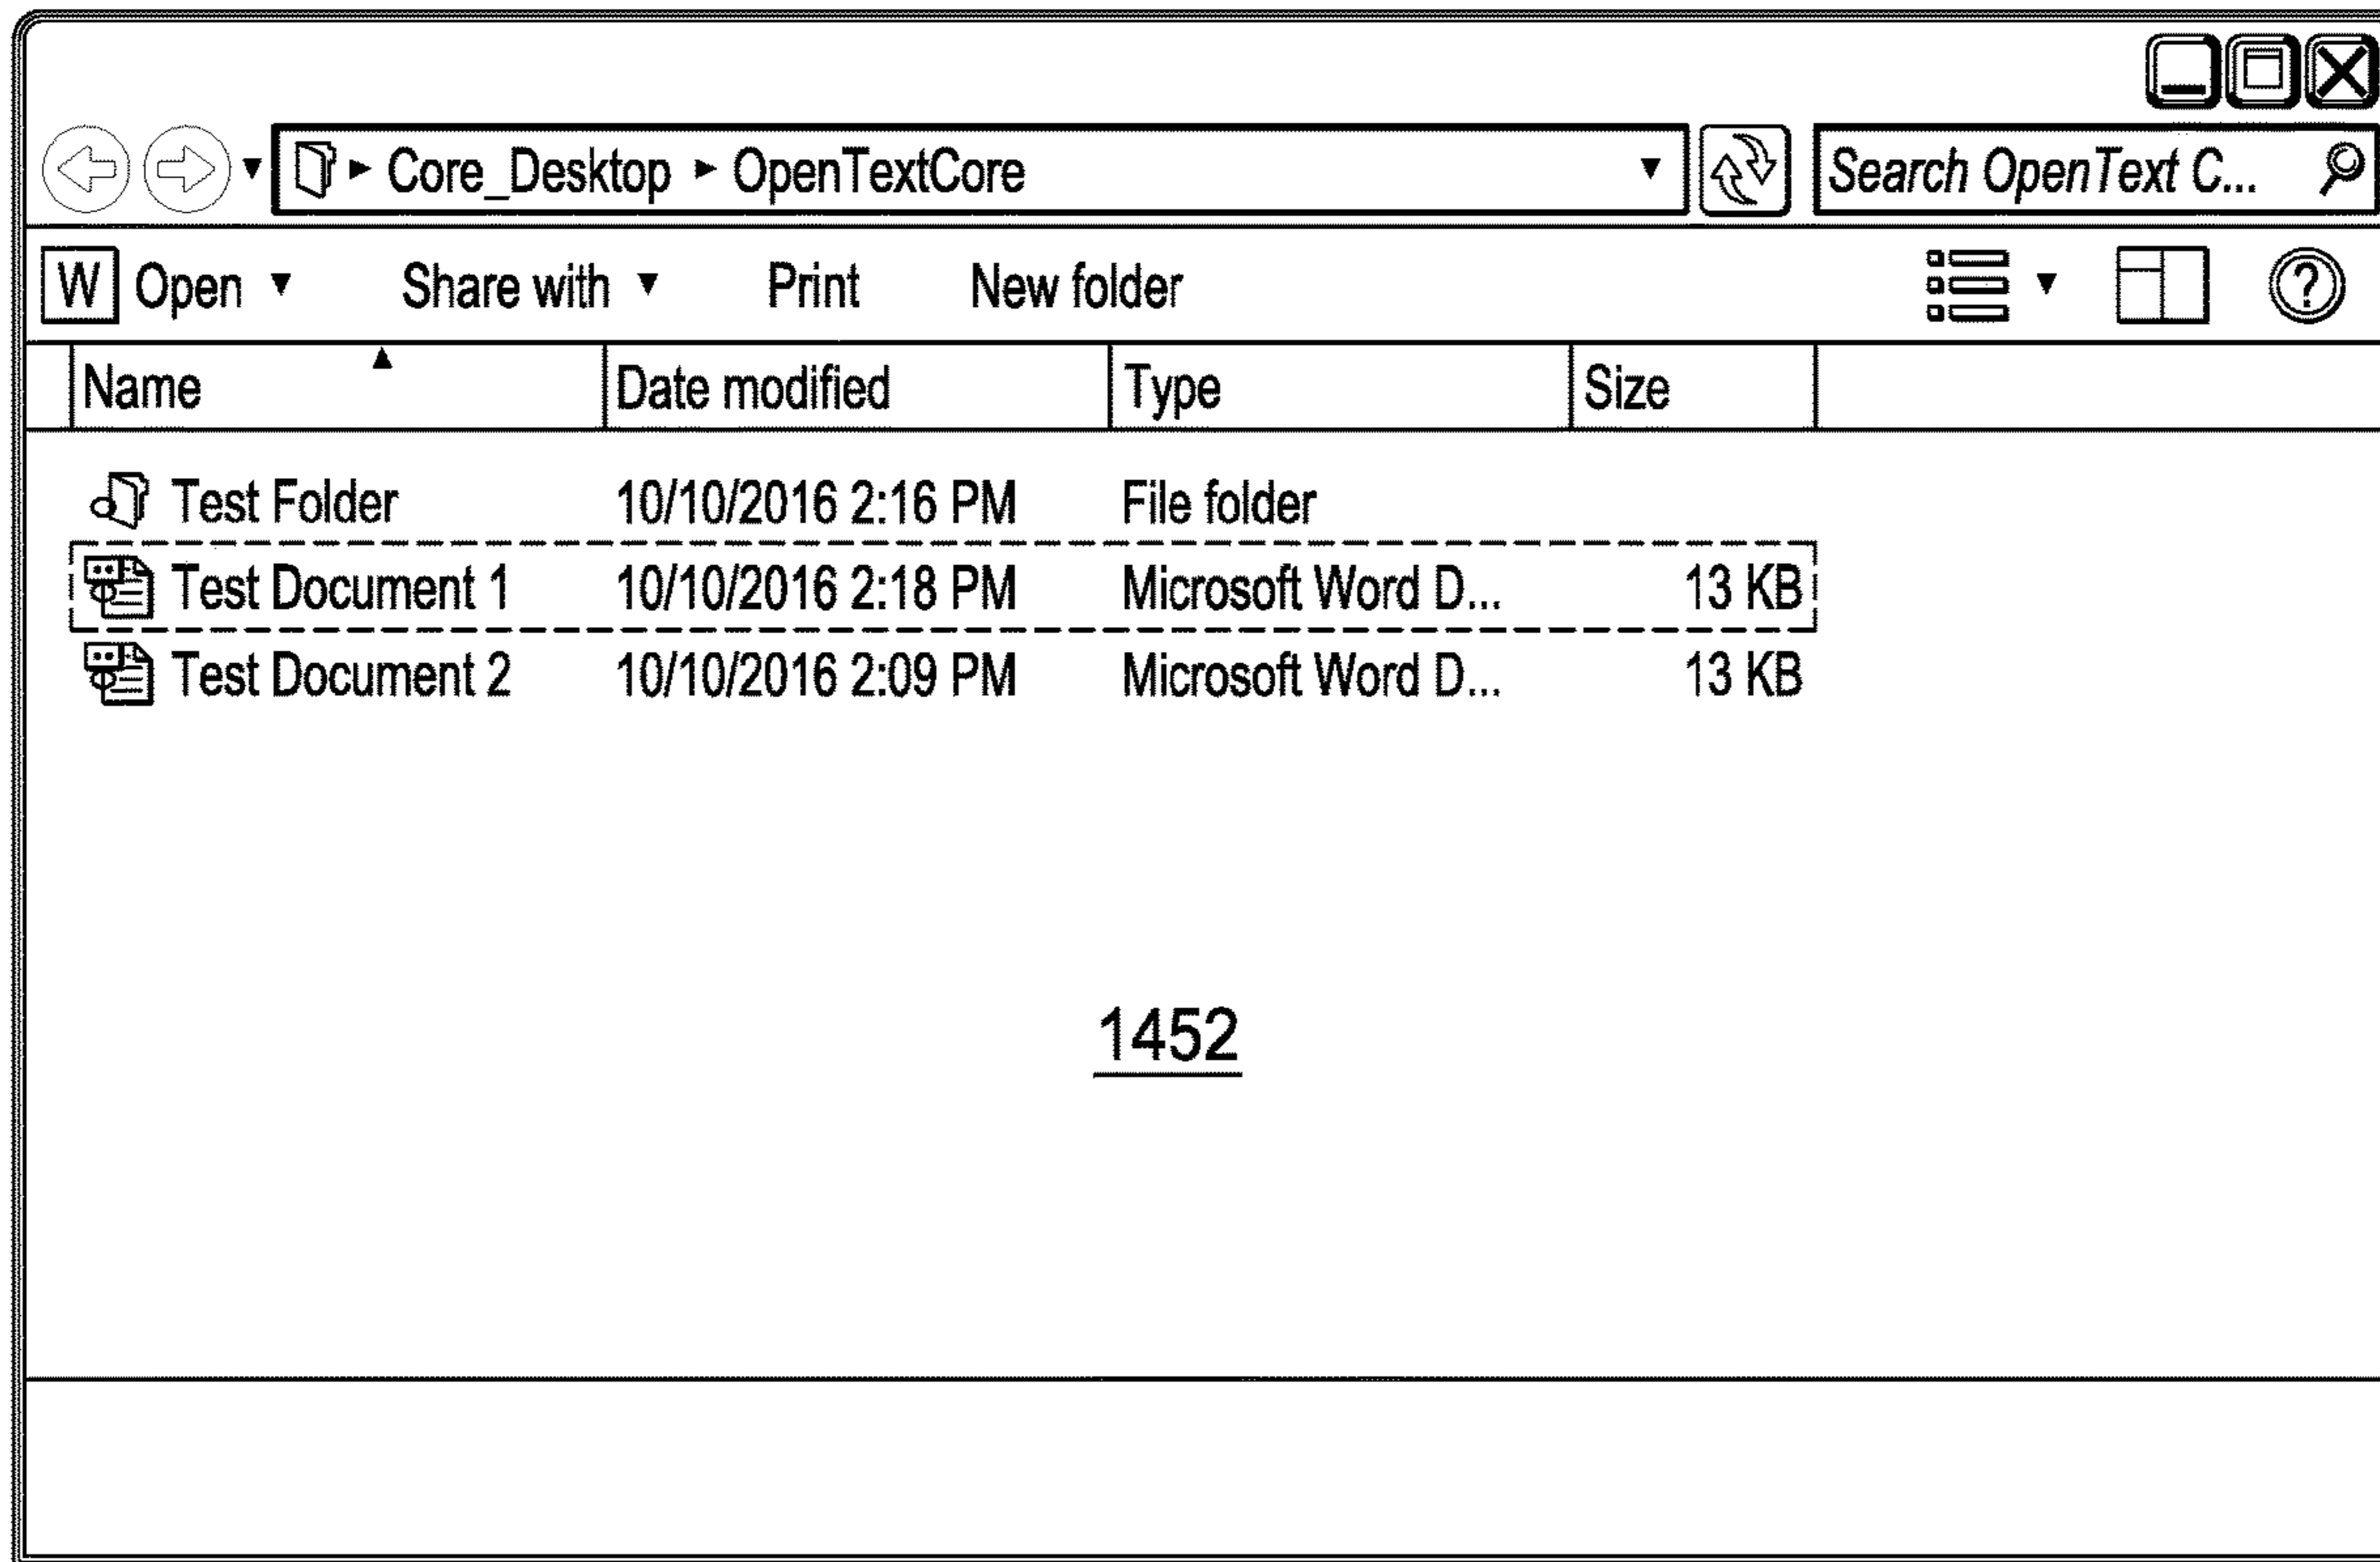 Core_Desktop ▸ OpenTextCore Search OpenText C...
W Open Share with Print New folder ?
Name Date modified Type Size
Test Folder 10/10/2016 2:16 PM File folder
Test Document 1 10/10/2016 2:18 PM Microsoft Word D... 13 KB
Test Document 2 10/10/2016 2:09 PM Microsoft Word D... 13 KB
1452